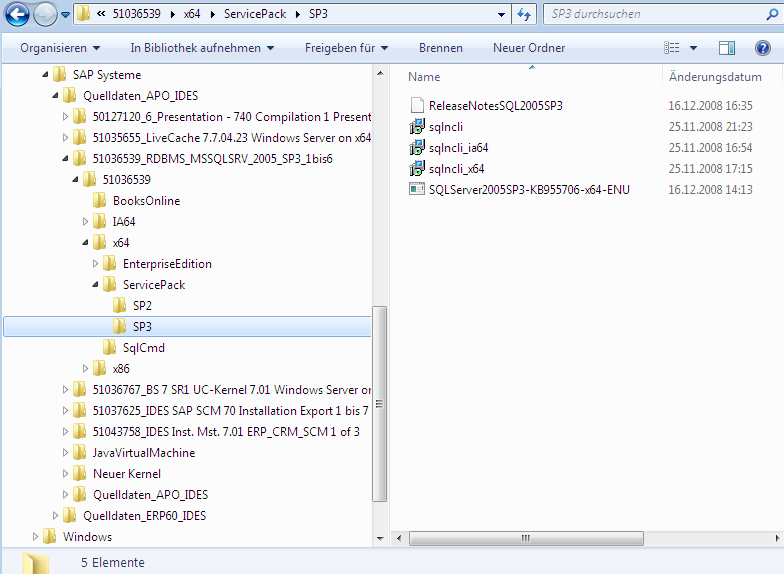 « 51036539 ▸ x64 ▸ ServicePack ▸ SP3
SP3 durchsuchen
Organisieren In Bibliothek aufnehmen Freigeben für Brennen Neuer Ordner
SAP Systeme
Quelldaten_APO_IDES
50127120_6_Presentation - 740 Compilation 1 Present
51035655_LiveCache 7.7.04.23 Windows Server on x64
51036539_RDBMS_MSSQLSRV_2005_SP3_1bis6
51036539
BooksOnline
IA64
x64
EnterpriseEdition
ServicePack
SP2
SP3
SqlCmd
x86
51036767_BS 7 SR1 UC-Kernel 7.01 Windows Server on
51037625_IDES SAP SCM 70 Installation Export 1 bis 7
51043758_IDES Inst. Mst. 7.01 ERP_CRM_SCM 1 of 3
JavaVirtualMachine
Neuer Kernel
Quelldaten_APO_IDES
Quelldaten_ERP60_IDES
Windows
Name Änderungsdatum
ReleaseNotesSQL2005SP3 16.12.2008 16:35
sqlncli 25.11.2008 21:23
sqlncli_ia64 25.11.2008 16:54
sqlncli_x64 25.11.2008 17:15
SQLServer2005SP3-KB955706-x64-ENU 16.12.2008 14:13
5 Elemente